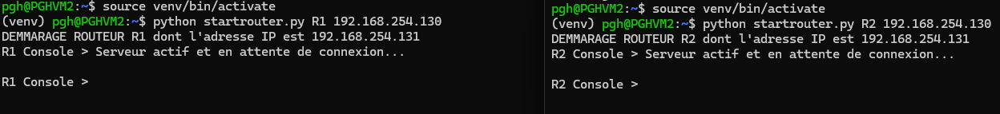 pgh@PGHVM2:~$ source venv/bin/activate
(venv) pgh@PGHVM2:~$ python startrouter.py R1 192.168.254.130
DEMMARAGE ROUTEUR R1 dont l'adresse IP est 192.168.254.131
R1 Console > Serveur actif et en attente de connexion...
R1 Console >
pgh@PGHVM2:~$ source venv/bin/activate
(venv) pgh@PGHVM2:~$ python startrouter.py R2 192.168.254.130
DEMMARAGE ROUTEUR R2 dont l'adresse IP est 192.168.254.131
R2 Console > Serveur actif et en attente de connexion...
R2 Console >